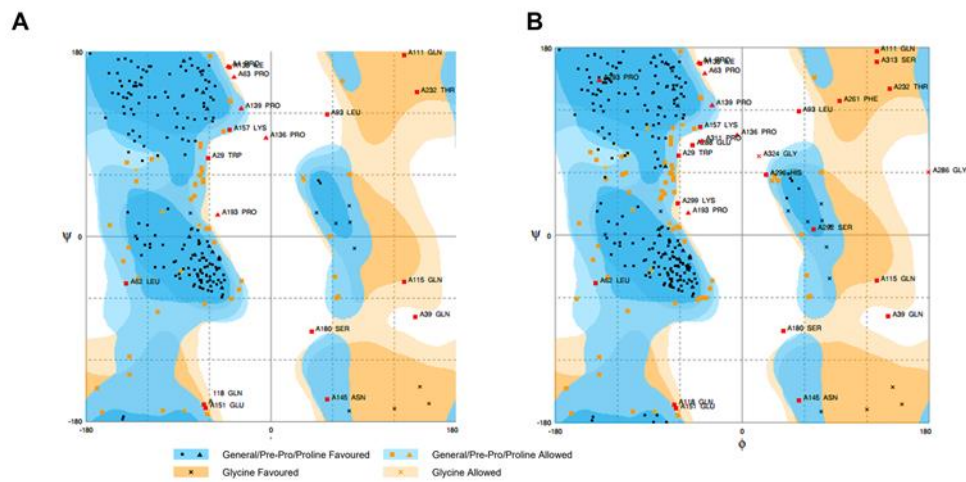 A
B
180
A63 PRO
A139 PRO
A157 LYS
A136 PRO
A29 TRP
A193 PRO
A62 LEU
A111 GLN
A232 THR
A93 LEU
A115 GLN
A39 GLN
A180 SER
A145 ASN
118 GLN
A151 GLU
Ψ
0
-180
-180
0
180
180
A63 PRO
A139 PRO
A157 LYS
A136 PRO
A29 TRP
A324 GLY
A299 LYS
A193 PRO
A62 LEU
A111 GLN
A313 SER
A232 THR
A261 PHE
A93 LEU
A286 GLY
A115 GLN
A39 GLN
A180 SER
A145 ASN
A118 GLN
A151 GLU
Ψ
0
-180
-180
0
180
Φ
General/Pre-Pro/Proline Favoured
General/Pre-Pro/Proline Allowed
Glycine Favoured
Glycine Allowed